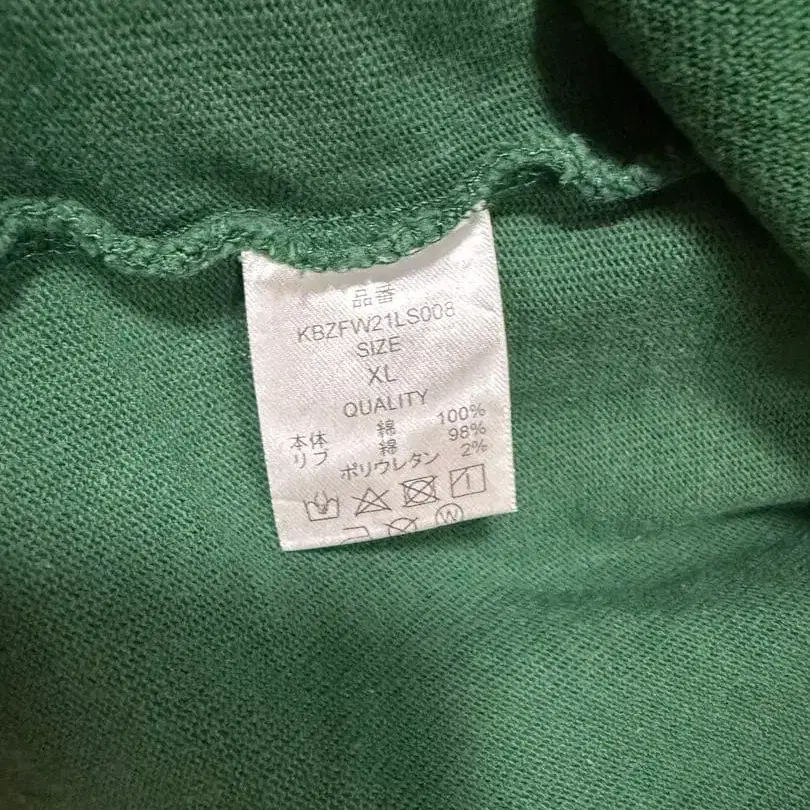 品番
KBZFW21LS008
SIZE
XL
QUALITY
本体 綿 100%
リブ 綿 98%
ポリウレタン 2%
W